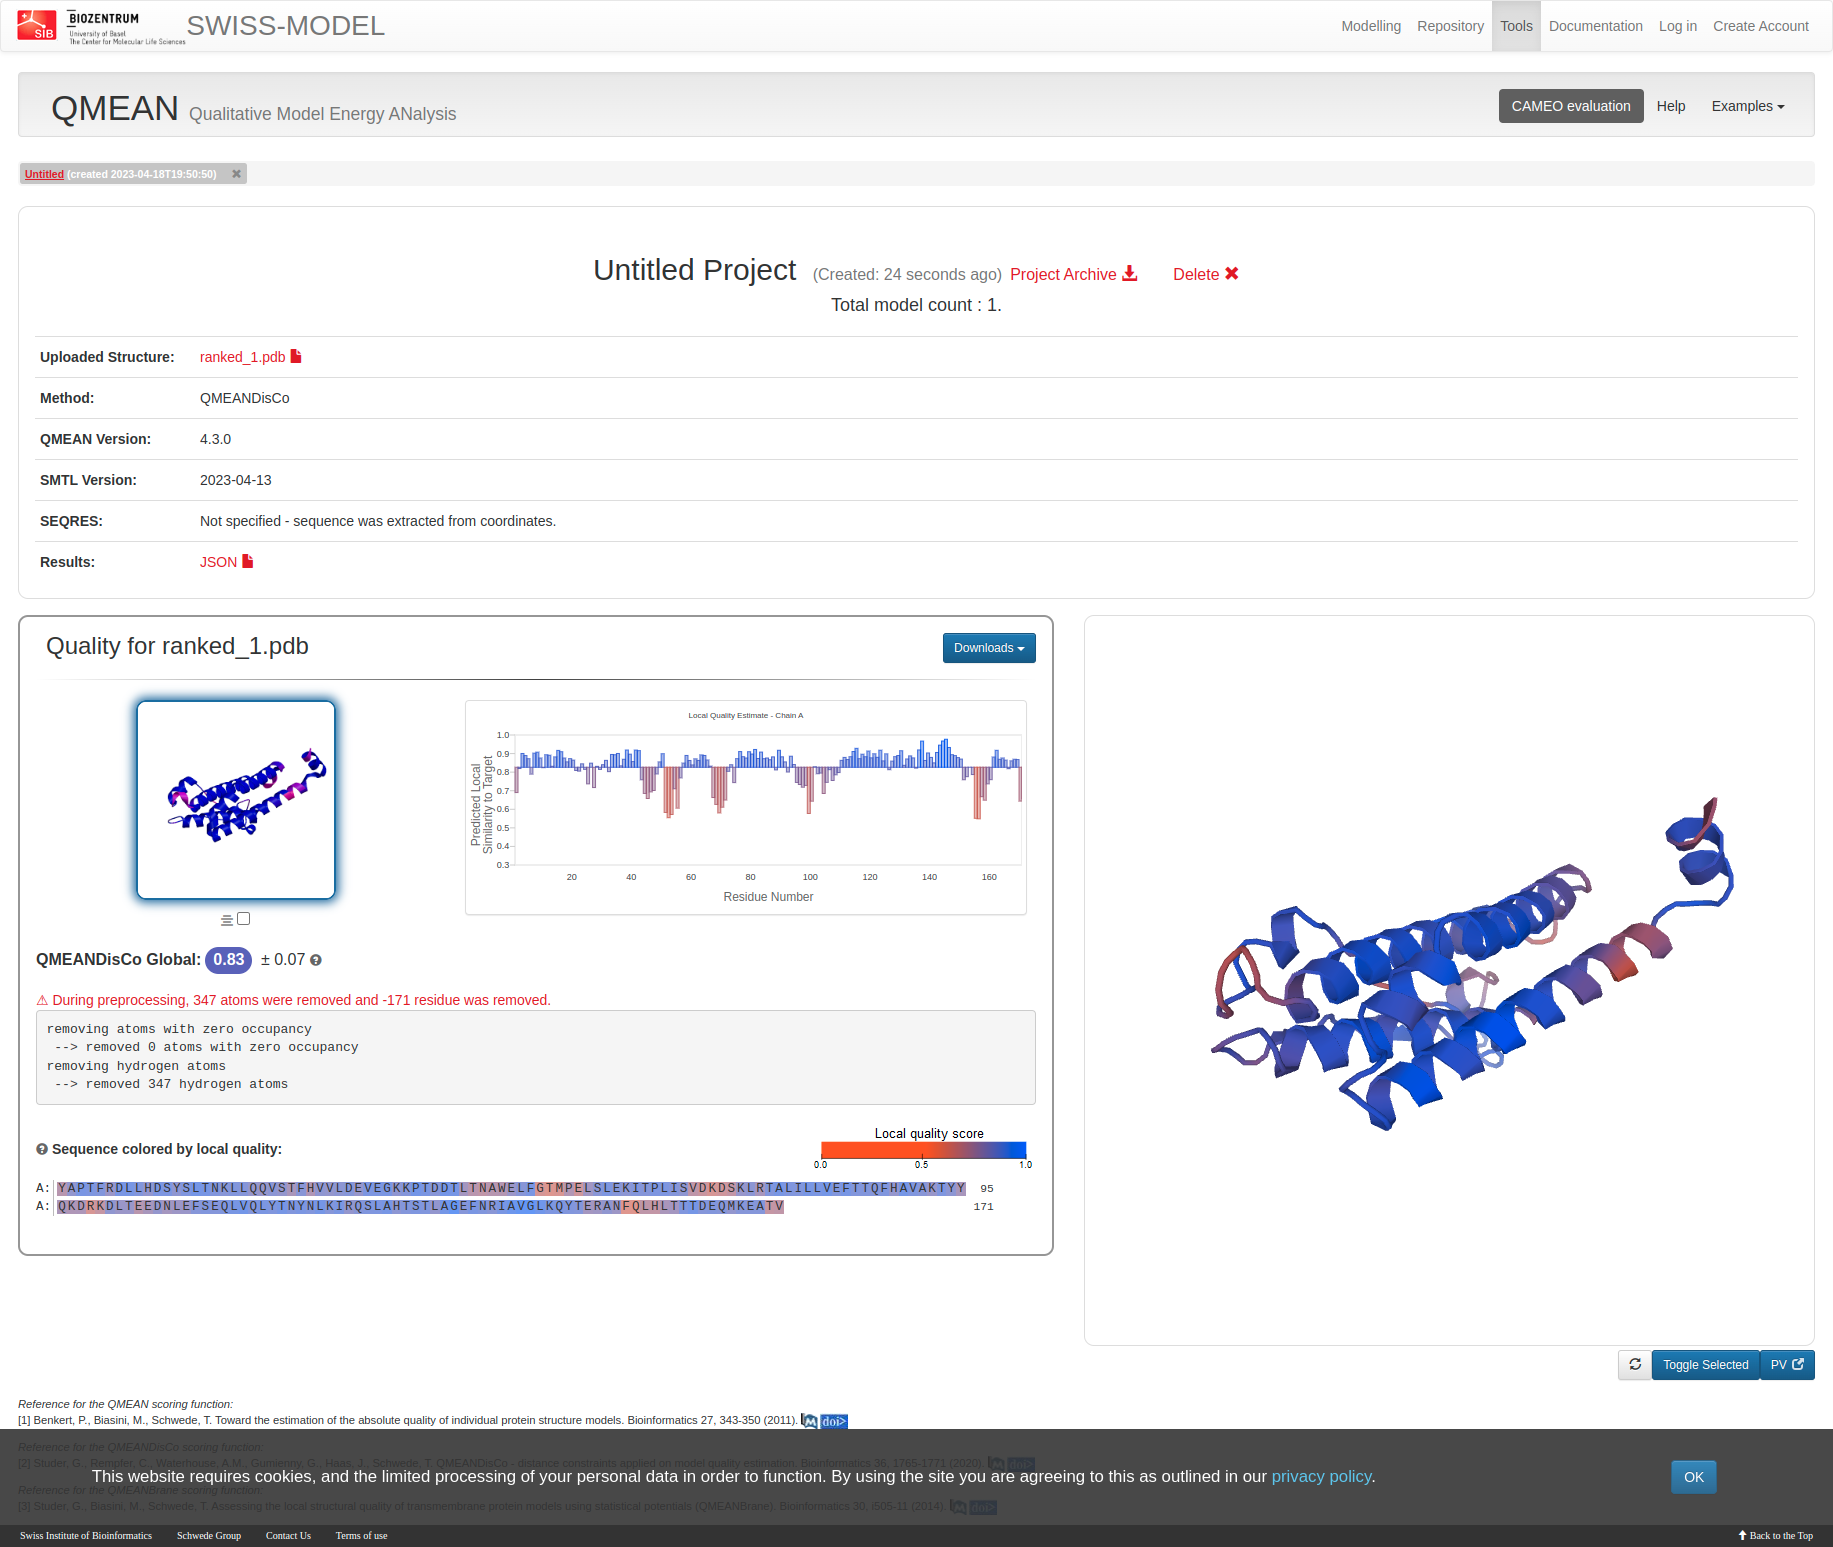 SIB
BIOZENTRUM
University of Basel
The Center for Molecular Life Sciences
SWISS-MODEL
Modelling Repository Tools Documentation Log in Create Account
QMEAN Qualitative Model Energy ANalysis
CAMEO evaluation Help Examples
Untitled (created 2023-04-18T19:50:50)
Untitled Project (Created: 24 seconds ago) Project Archive Delete
Total model count : 1.
Uploaded Structure: ranked_1.pdb
Method: QMEANDisCo
QMEAN Version: 4.3.0
SMTL Version: 2023-04-13
SEQRES: Not specified - sequence was extracted from coordinates.
Results: JSON
Quality for ranked_1.pdb
Downloads
Local Quality Estimate - Chain A
Predicted Local
Similarity to Target
1.0
0.9
0.8
0.7
0.6
0.5
0.4
0.3
20 40 60 80 100 120 140 160
Residue Number
QMEANDisCo Global: 0.83 ± 0.07
⚠ During preprocessing, 347 atoms were removed and -171 residue was removed.
removing atoms with zero occupancy
--> removed 0 atoms with zero occupancy
removing hydrogen atoms
--> removed 347 hydrogen atoms
Sequence colored by local quality:
Local quality score
0.0 0.5 1.0
A: YAPTFRDLLHDSYSLTNKLLQQVSTFHVVLDEVEGKKPTDDTLTNAWELFGTMPELSLEKITPLISVDKDSKLRTALILLVEFTTQFHAVAKTYY 95
A: QKDRKDLTEEDNLEFSEQLVQLYTNYNLKIRQSLAHTSTLAGEFNRIAVGLKQYTERANFQLHLTTTDEQMKEATV 171
Toggle Selected
PV
Reference for the QMEAN scoring function:
[1] Benkert, P., Biasini, M., Schwede, T. Toward the estimation of the absolute quality of individual protein structure models. Bioinformatics 27, 343-350 (2011). doi>
Reference for the QMEANDisCo scoring function:
[2] Studer, G., Rempfer, C., Waterhouse, A.M., Gumienny, G., Haas, J., Schwede, T. QMEANDisCo - distance constraints applied on model quality estimation. Bioinformatics 36, 1765-1771 (2020). doi>
This website requires cookies, and the limited processing of your personal data in order to function. By using the site you are agreeing to this as outlined in our privacy policy.
OK
Reference for the QMEANBrane scoring function:
[3] Studer, G., Biasini, M., Schwede, T. Assessing the local structural quality of transmembrane protein models using statistical potentials (QMEANBrane). Bioinformatics 30, i505-11 (2014). doi>
Swiss Institute of Bioinformatics Schwede Group Contact Us Terms of use
Back to the Top